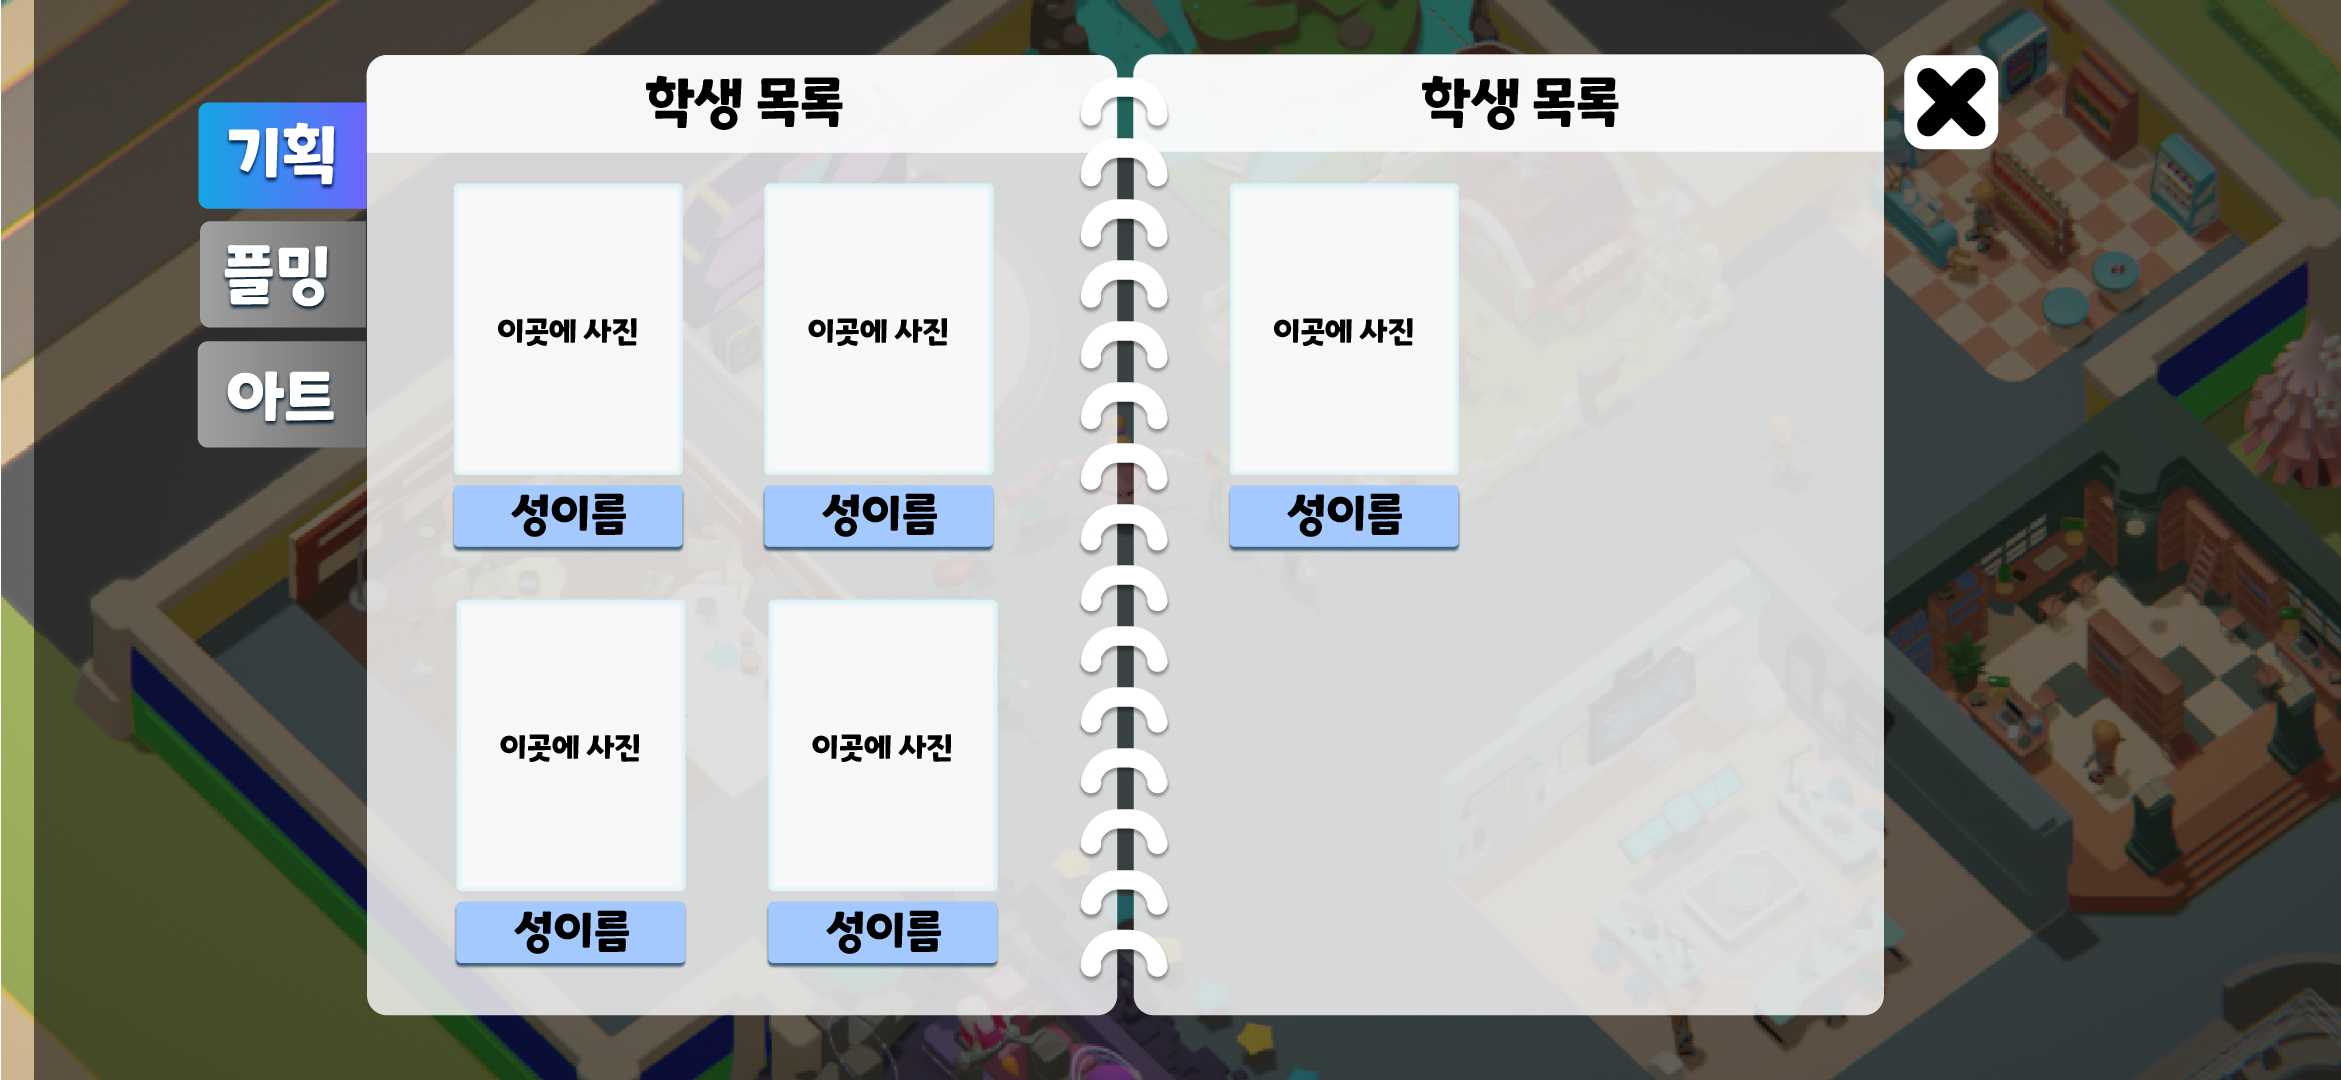 학생 목록
학생 목록
기획
플밍
아트
이곳에 사진
이곳에 사진
성이름
성이름
이곳에 사진
이곳에 사진
성이름
성이름
이곳에 사진
성이름